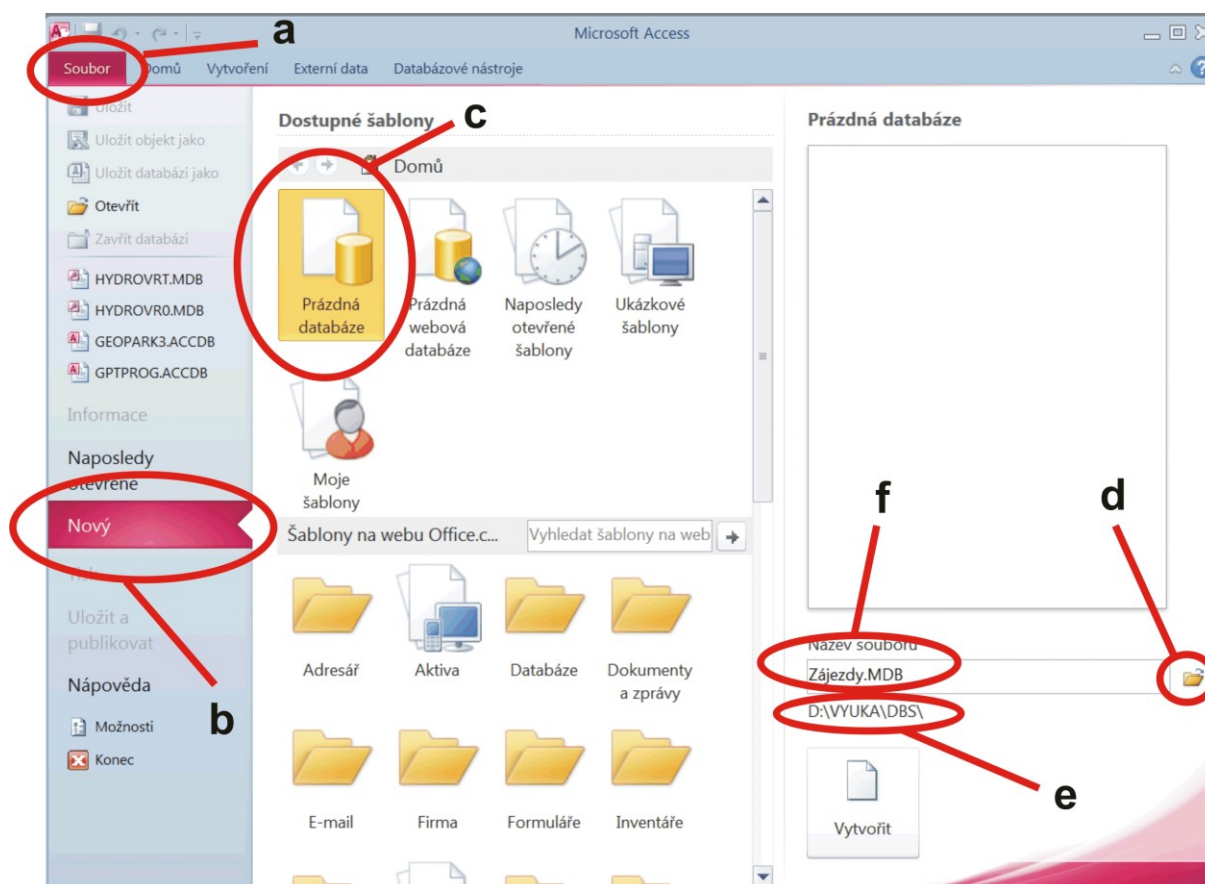 a
Microsoft Access
Soubor Domů Vytvoření Externí data Databázové nástroje
Uložit
Uložit objekt jako
Uložit databázi jako
Otevřít
Zavřít databázi
HYDROVRT.MDB
HYDROVR0.MDB
GEOPARK3.ACCDB
GPTPROG.ACCDB
Informace
Naposledy
otevřené
Nový
b
Tisk
Uložit a
publikovat
Nápověda
Možnosti
Konec
Dostupné šablony
c
Domů
Prázdná
databáze
Prázdná
webová
databáze
Naposledy
otevřené
šablony
Ukázkové
šablony
Moje
šablony
Šablony na webu Office.c...
Vyhledat šablony na web
Adresář
Aktiva
Databáze
Dokumenty
a zprávy
E-mail
Firma
Formuláře
Inventáře
Prázdná databáze
f
d
Název souboru
Zájezdy.MDB
D:\VYUKA\DBS\
e
Vytvořit